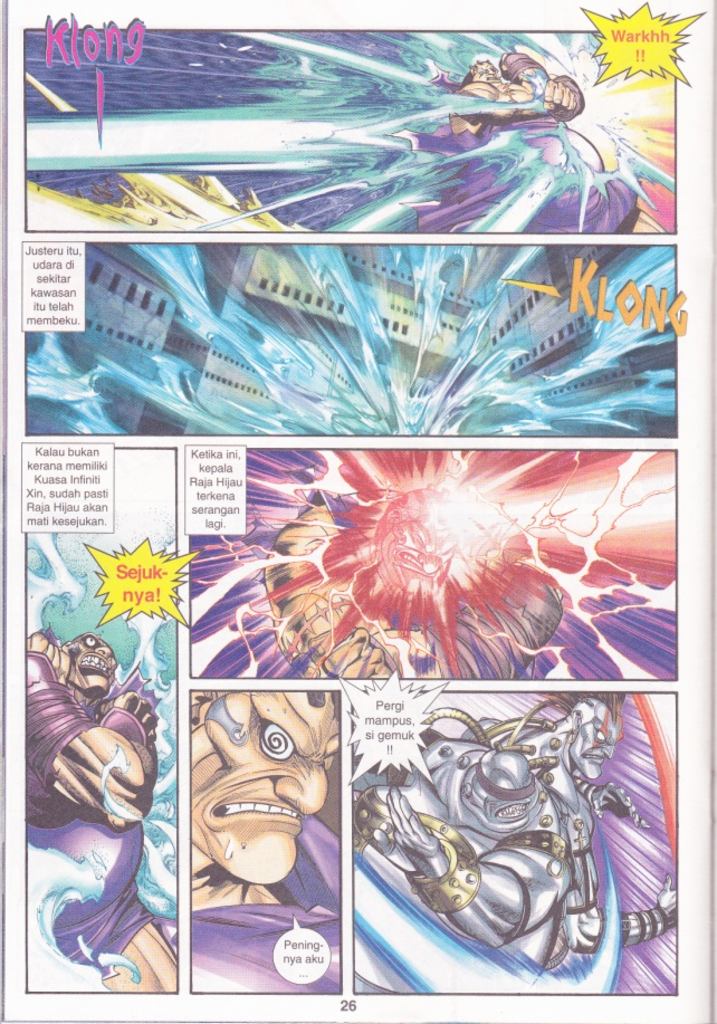 Klong
Warkhh
!!
Justeru itu,
udara di
sekitar
kawasan
itu telah
membeku.
KLONG
Kalau bukan
kerana memiliki
Kuasa Infiniti
Xin, sudah pasti
Raja Hijau akan
mati kesejukan.
Sejuk-
nya!
Ketika ini,
kepala
Raja Hijau
terkena
serangan
lagi.
Pening-
nya aku
...
Pergi
mampus,
si gemuk
!!
26